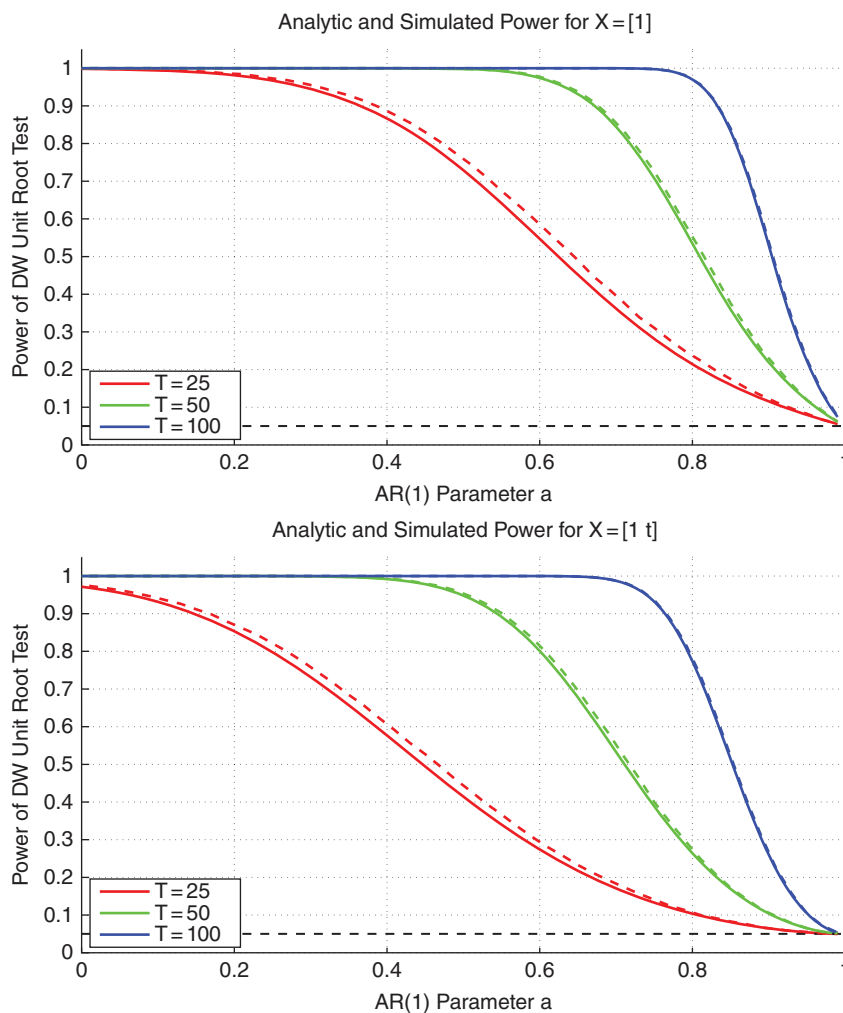 Analytic and Simulated Power for X = [1]
Power of DW Unit Root Test
1
0.9
0.8
0.7
0.6
0.5
0.4
0.3
0.2
0.1
0
T = 25
T = 50
T = 100
0 0.2 0.4 0.6 0.8 1
AR(1) Parameter a
Analytic and Simulated Power for X = [1 t]
Power of DW Unit Root Test
1
0.9
0.8
0.7
0.6
0.5
0.4
0.3
0.2
0.1
0
T = 25
T = 50
T = 100
0 0.2 0.4 0.6 0.8 1
AR(1) Parameter a